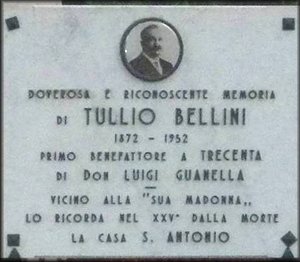 DOVEROSA E RICONOSCENTE MEMORIA
DI TULLIO BELLINI
1872 - 1952
PRIMO BENEFATTORE A TRECENTA
DI DON LUIGI GUANELLA
VICINO ALLA "SUA MADONNA„
LO RICORDA NEL XXV° DALLA MORTE
LA CASA S. ANTONIO